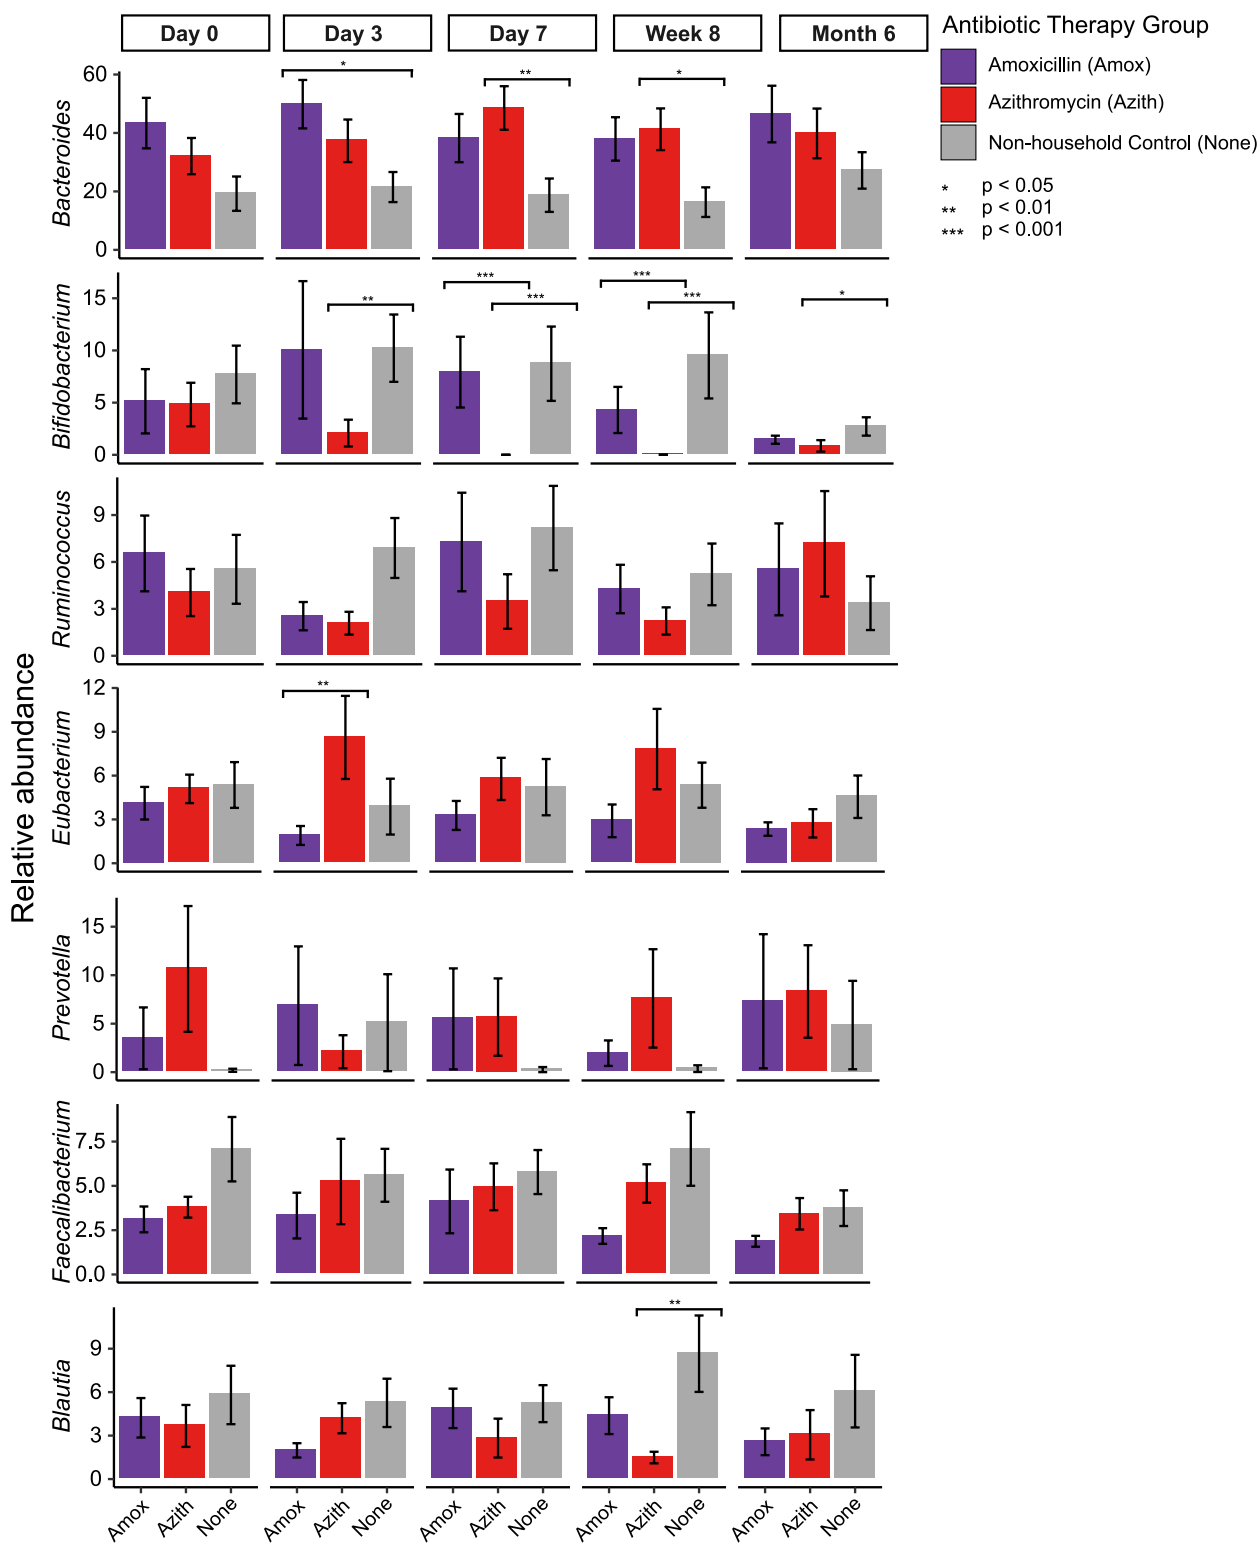 Day 0 Day 3 Day 7 Week 8 Month 6
Antibiotic Therapy Group
Amoxicillin (Amox)
Azithromycin (Azith)
Non-household Control (None)
* p < 0.05
** p < 0.01
*** p < 0.001
Relative abundance
Bacteroides
60
40
20
0
* ** *
Bifidobacterium
15
10
5
0
** *** *** *** *** *
Ruminococcus
9
6
3
0
Eubacterium
12
9
6
3
0
**
Prevotella
15
10
5
0
Faecalibacterium
7.5
5.0
2.5
0.0
Blautia
9
6
3
0
**
Amox Azith None Amox Azith None Amox Azith None Amox Azith None Amox Azith None